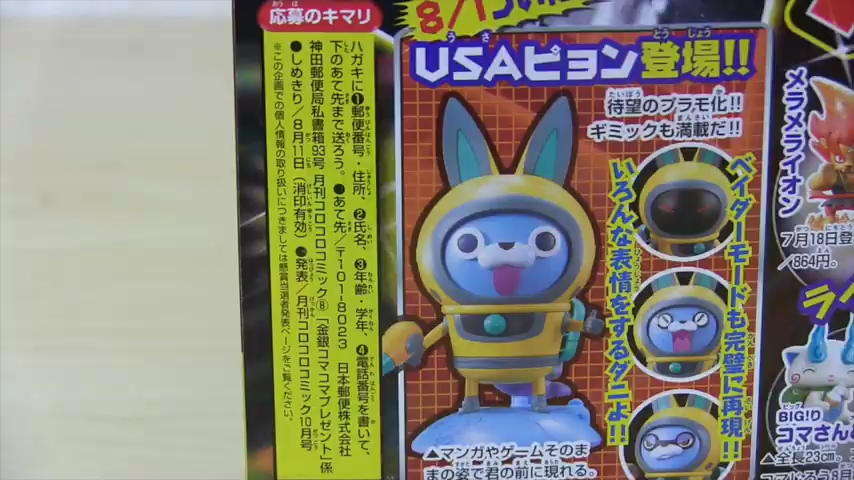 応募のキマリ
ハガキに❶郵便番号・住所、❷氏名、❸年齢・学年、❹電話番号を書いて、
下のあて先まで送ろう。●あて先/〒101-8023 日本郵便株式会社
神田郵便局私書箱93号 月刊コロコロコミック⑧「金銀コマコマプレゼント」係
●しめきり/8月11日(消印有効)●発表/月刊コロコロコミック10月号
※この企画での個人情報の取り扱いにつきましては懸賞当選者発表ページをご覧ください。
8/1
USAピョン登場!!
待望のプラモ化!!
ギミックも満載だ!!
ベイダーモードも完璧に再現!!
いろんな表情をするダニよ!!
▲マンガやゲームそのま
まの姿で君の前に現れる。
メラメライオン
7月18日登
/864円。
BIG!り
コマさん
▲全長23cm。